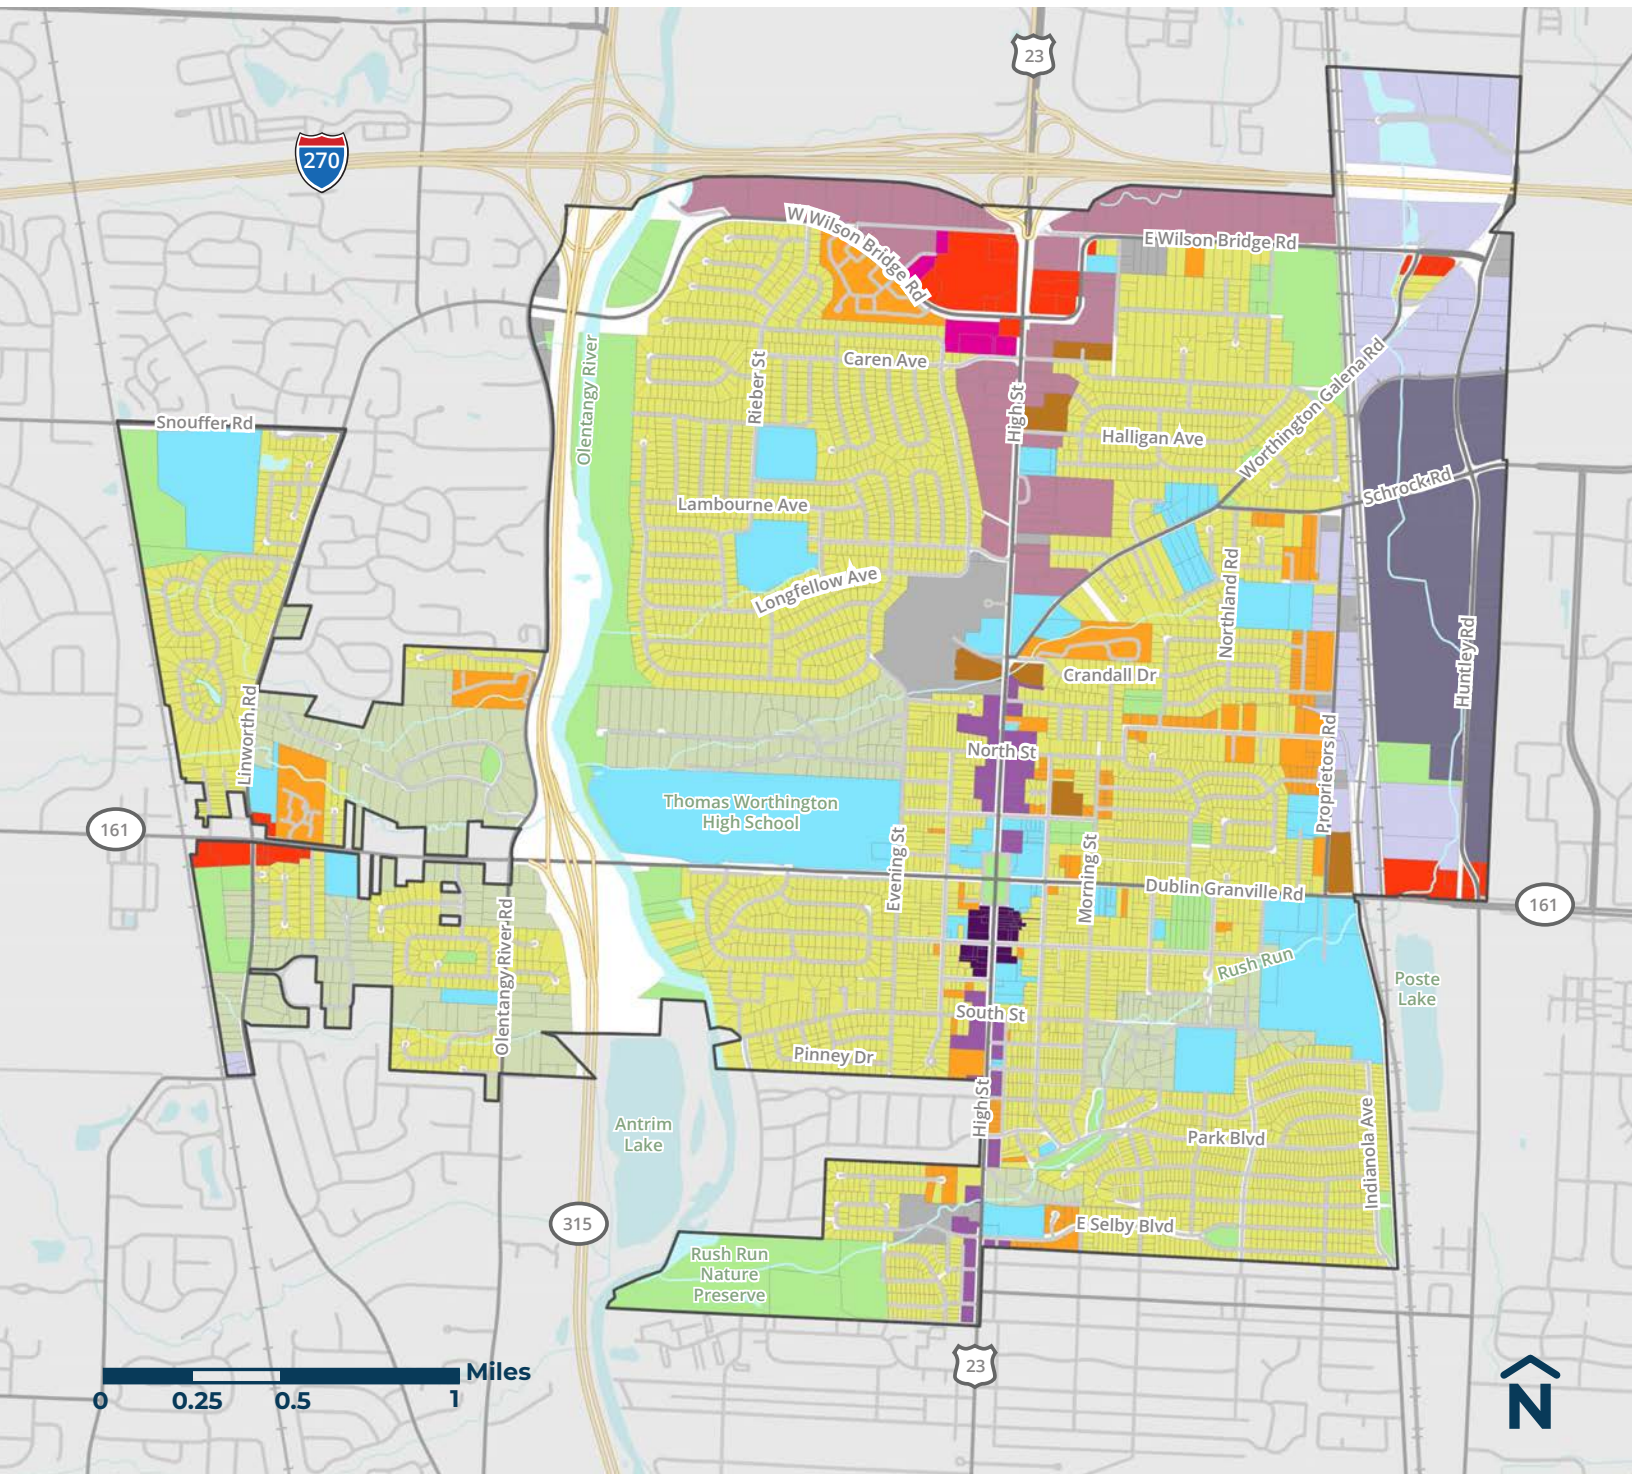 23
270
W Wilson Bridge Rd
E Wilson Bridge Rd
Olentangy River
Rieber St
Caren Ave
High St
Halligan Ave
Worthington Galena Rd
Snouffer Rd
Schrock Rd
Lambourne Ave
Longfellow Ave
Northland Rd
Huntley Rd
Crandall Dr
Linworth Rd
North St
Proprietors Rd
Thomas Worthington
High School
161
Evening St
Morning St
Dublin Granville Rd
161
Olentangy River Rd
Rush Run
Poste
Lake
South St
Pinney Dr
High St
Antrim
Lake
Park Blvd
Indianola Ave
315
E Selby Blvd
Rush Run
Nature
Preserve
23
Miles
0 0.25 0.5 1
N